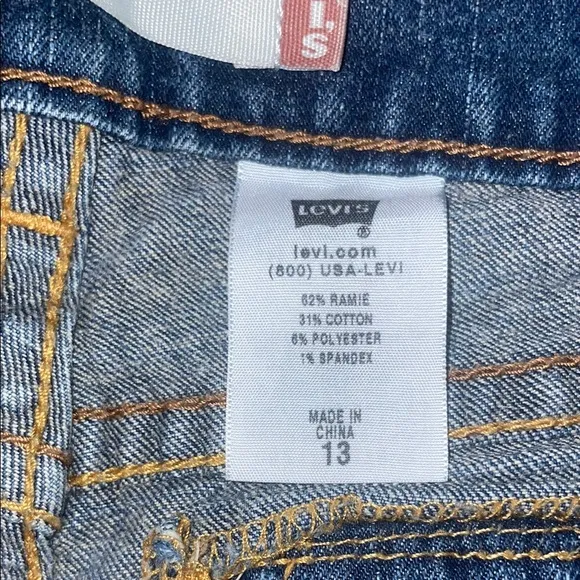 I.S
LEVI'S
®
levi.com
(800) USA-LEVI
62% RAMIE
31% COTTON
6% POLYESTER
1% SPANDEX
MADE IN
CHINA
13